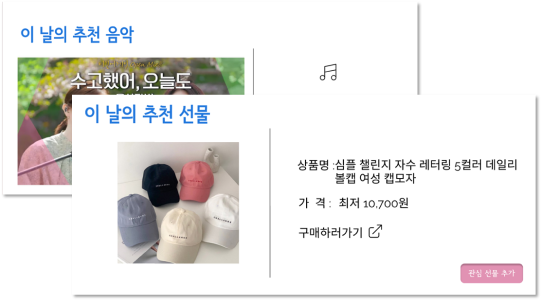 이 날의 추천 음악
수고했어, 오늘도
이 날의 추천 선물
상품명 :심플 챌린지 자수 레터링 5컬러 데일리
볼캡 여성 캡모자
가 격 : 최저 10,700원
구매하러가기
관심 선물 추가